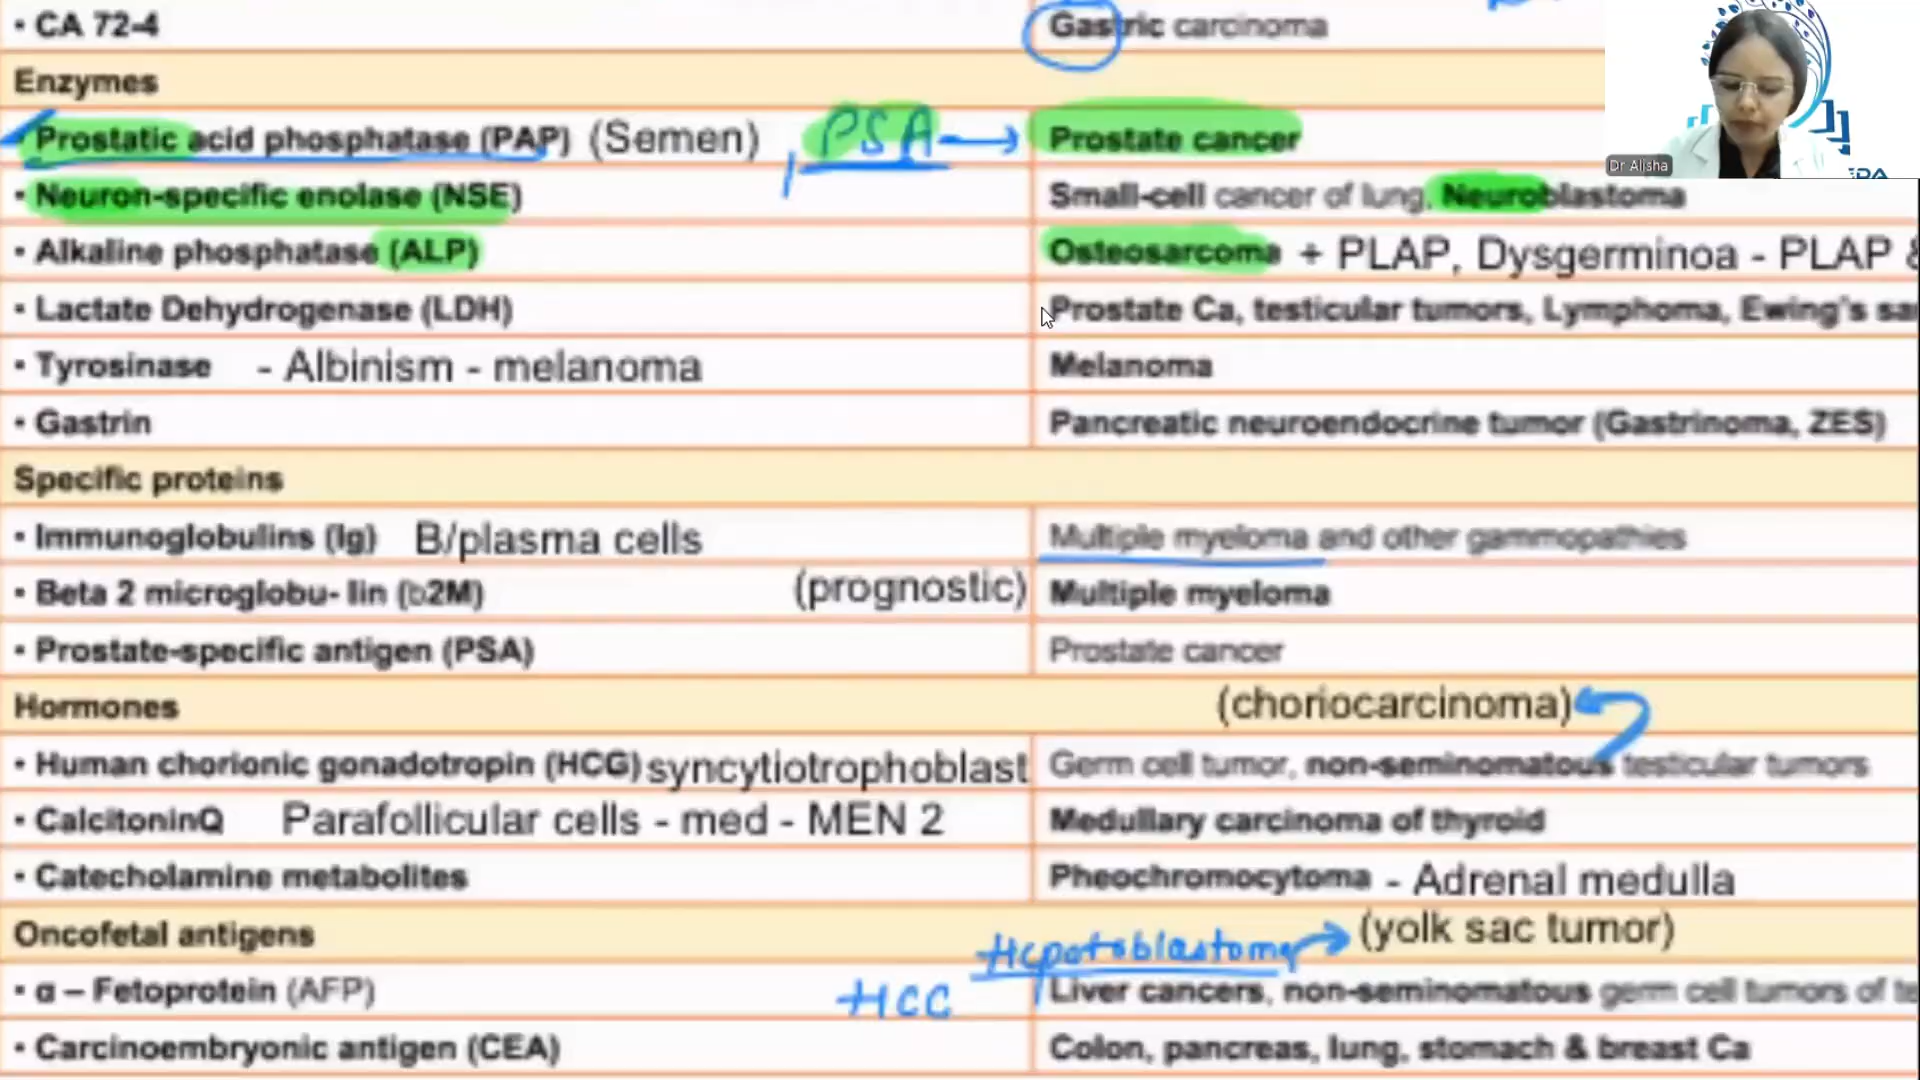 • CA 72-4 Gastric carcinoma
Enzymes
Prostatic acid phosphatase (PAP) (Semen) PSA → Prostate cancer
• Neuron-specific enolase (NSE) Small-cell cancer of lung, Neuroblastoma
• Alkaline phosphatase (ALP) Osteosarcoma + PLAP, Dysgerminoa - PLAP &
• Lactate Dehydrogenase (LDH) Prostate Ca, testicular tumors, Lymphoma, Ewing's sar
• Tyrosinase - Albinism - melanoma Melanoma
• Gastrin Pancreatic neuroendocrine tumor (Gastrinoma, ZES)
Specific proteins
• Immunoglobulins (Ig) B/plasma cells Multiple myeloma and other gammopathies
• Beta 2 microglobu- lin (b2M) (prognostic) Multiple myeloma
• Prostate-specific antigen (PSA) Prostate cancer
Hormones (choriocarcinoma)
• Human chorionic gonadotropin (HCG) syncytiotrophoblast Germ cell tumor, non-seminomatous testicular tumors
• CalcitoninQ Parafollicular cells - med - MEN 2 Medullary carcinoma of thyroid
• Catecholamine metabolites Pheochromocytoma - Adrenal medulla
Oncofetal antigens Hepatoblastoma → (yolk sac tumor)
• α – Fetoprotein (AFP) HCC Liver cancers, non-seminomatous germ cell tumors of te
• Carcinoembryonic antigen (CEA) Colon, pancreas, lung, stomach & breast Ca
Dr Alisha